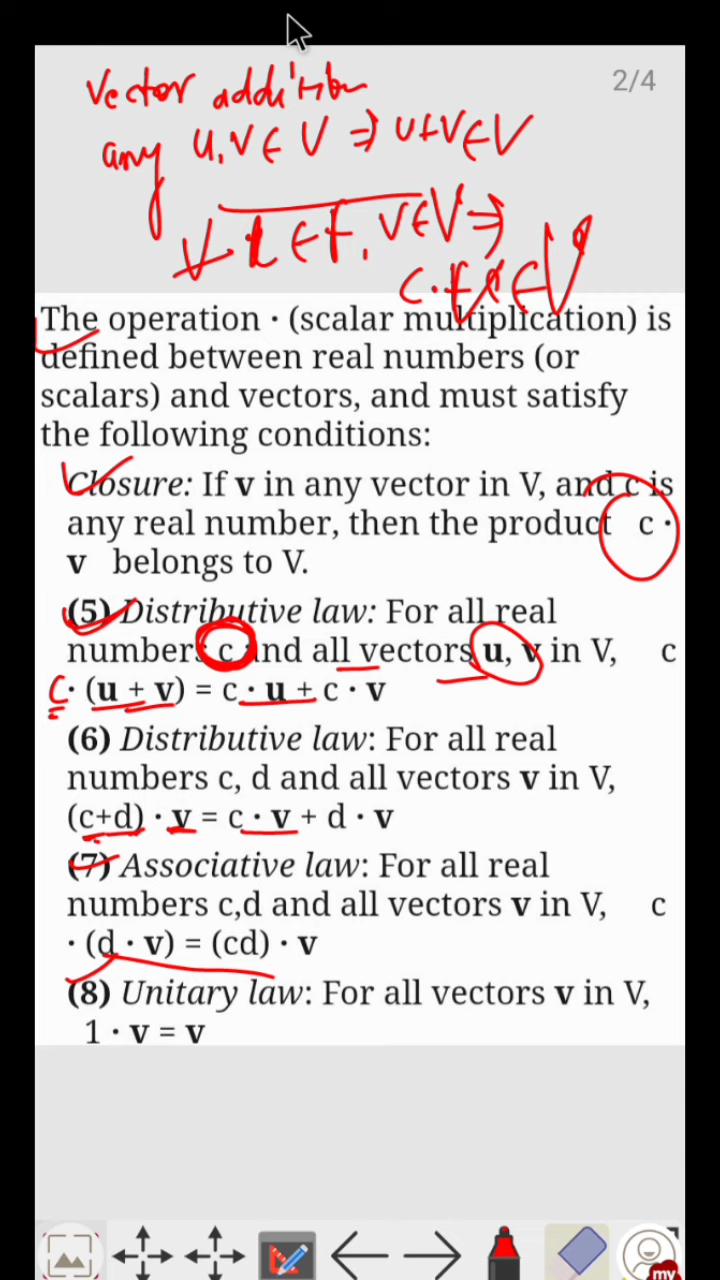 2/4
vector addition
any u, v ∈ V ⇒ u+v ∈ V
∈ F, v ∈ V ⇒
The operation · (scalar multiplication) is
defined between real numbers (or
scalars) and vectors, and must satisfy
the following conditions:
Closure: If v in any vector in V, and c is
any real number, then the product c ·
v belongs to V.
(5) Distributive law: For all real
numbers c and all vectors u, v in V, c
c · (u + v) = c · u + c · v
(6) Distributive law: For all real
numbers c, d and all vectors v in V,
(c+d) · v = c · v + d · v
(7) Associative law: For all real
numbers c,d and all vectors v in V, c
· (d · v) = (cd) · v
(8) Unitary law: For all vectors v in V,
1 · v = v
my